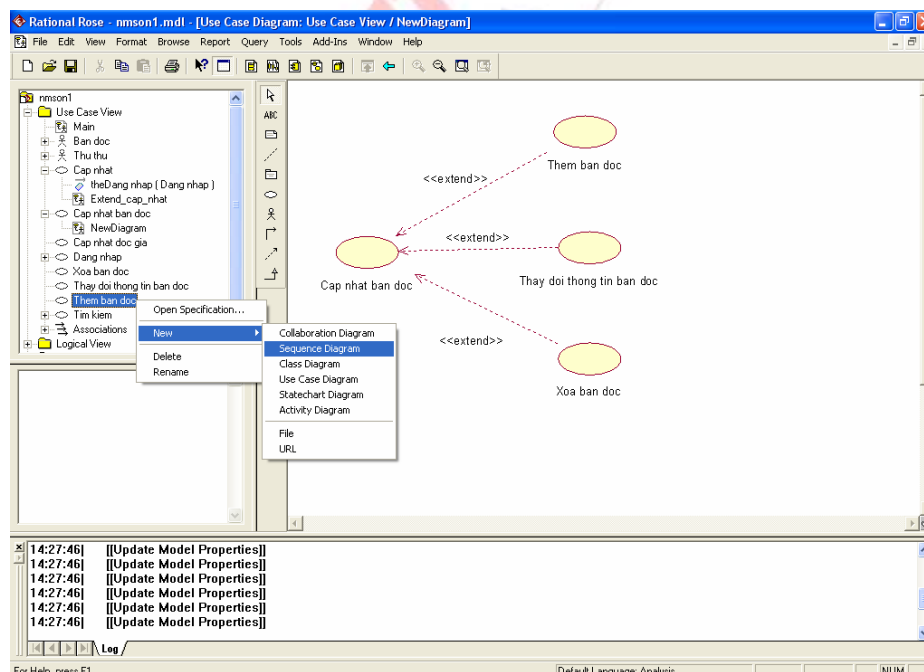 Rational Rose - nmson1.mdl - [Use Case Diagram: Use Case View / NewDiagram]
File Edit View Format Browse Report Query Tools Add-Ins Window Help
nmson1
Use Case View
Main
Ban doc
Thu thu
Cap nhat
theDang nhap ( Dang nhap )
Extend_cap_nhat
Cap nhat ban doc
NewDiagram
Cap nhat doc gia
Dang nhap
Xoa ban doc
Thay doi thong tin ban doc
Them ban doc
Tim kiem
Associations
Logical View
Open Specification...
New
Delete
Rename
Collaboration Diagram
Sequence Diagram
Class Diagram
Use Case Diagram
Statechart Diagram
Activity Diagram
File
URL
ABC
Them ban doc
<<extend>>
<<extend>>
Cap nhat ban doc
Thay doi thong tin ban doc
<<extend>>
Xoa ban doc
14:27:46| [[Update Model Properties]]
14:27:46| [[Update Model Properties]]
14:27:46| [[Update Model Properties]]
14:27:46| [[Update Model Properties]]
14:27:46| [[Update Model Properties]]
14:27:46| [[Update Model Properties]]
Log
For Help, press F1
Default Language: Analysis
NUM